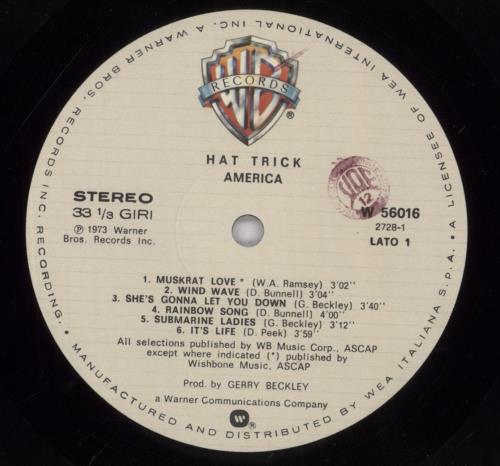 WB
RECORDS
®
HAT TRICK
AMERICA
STEREO
33 1/3 GIRI
℗ 1973 Warner
Bros. Records Inc.
12
W 56016
2728-1
LATO 1
1. MUSKRAT LOVE * (W.A. Ramsey) 3'02''
2. WIND WAVE (D. Bunnell) 3'04''
3. SHE'S GONNA LET YOU DOWN (G. Beckley) 3'40''
4. RAINBOW SONG (D. Bunnell) 4'00''
5. SUBMARINE LADIES (G. Beckley) 3'12''
6. IT'S LIFE (D. Peek) 3'59''
All selections published by WB Music Corp., ASCAP
except where indicated (*) published by
Wishbone Music, ASCAP
Prod. by GERRY BECKLEY
a Warner Communications Company
®
• MANUFACTURED AND DISTRIBUTED BY WEA ITALIANA S.P.A. • A LICENSEE OF WEA INTERNATIONAL INC. A WARNER BROS. RECORDS INC. RECORDING.